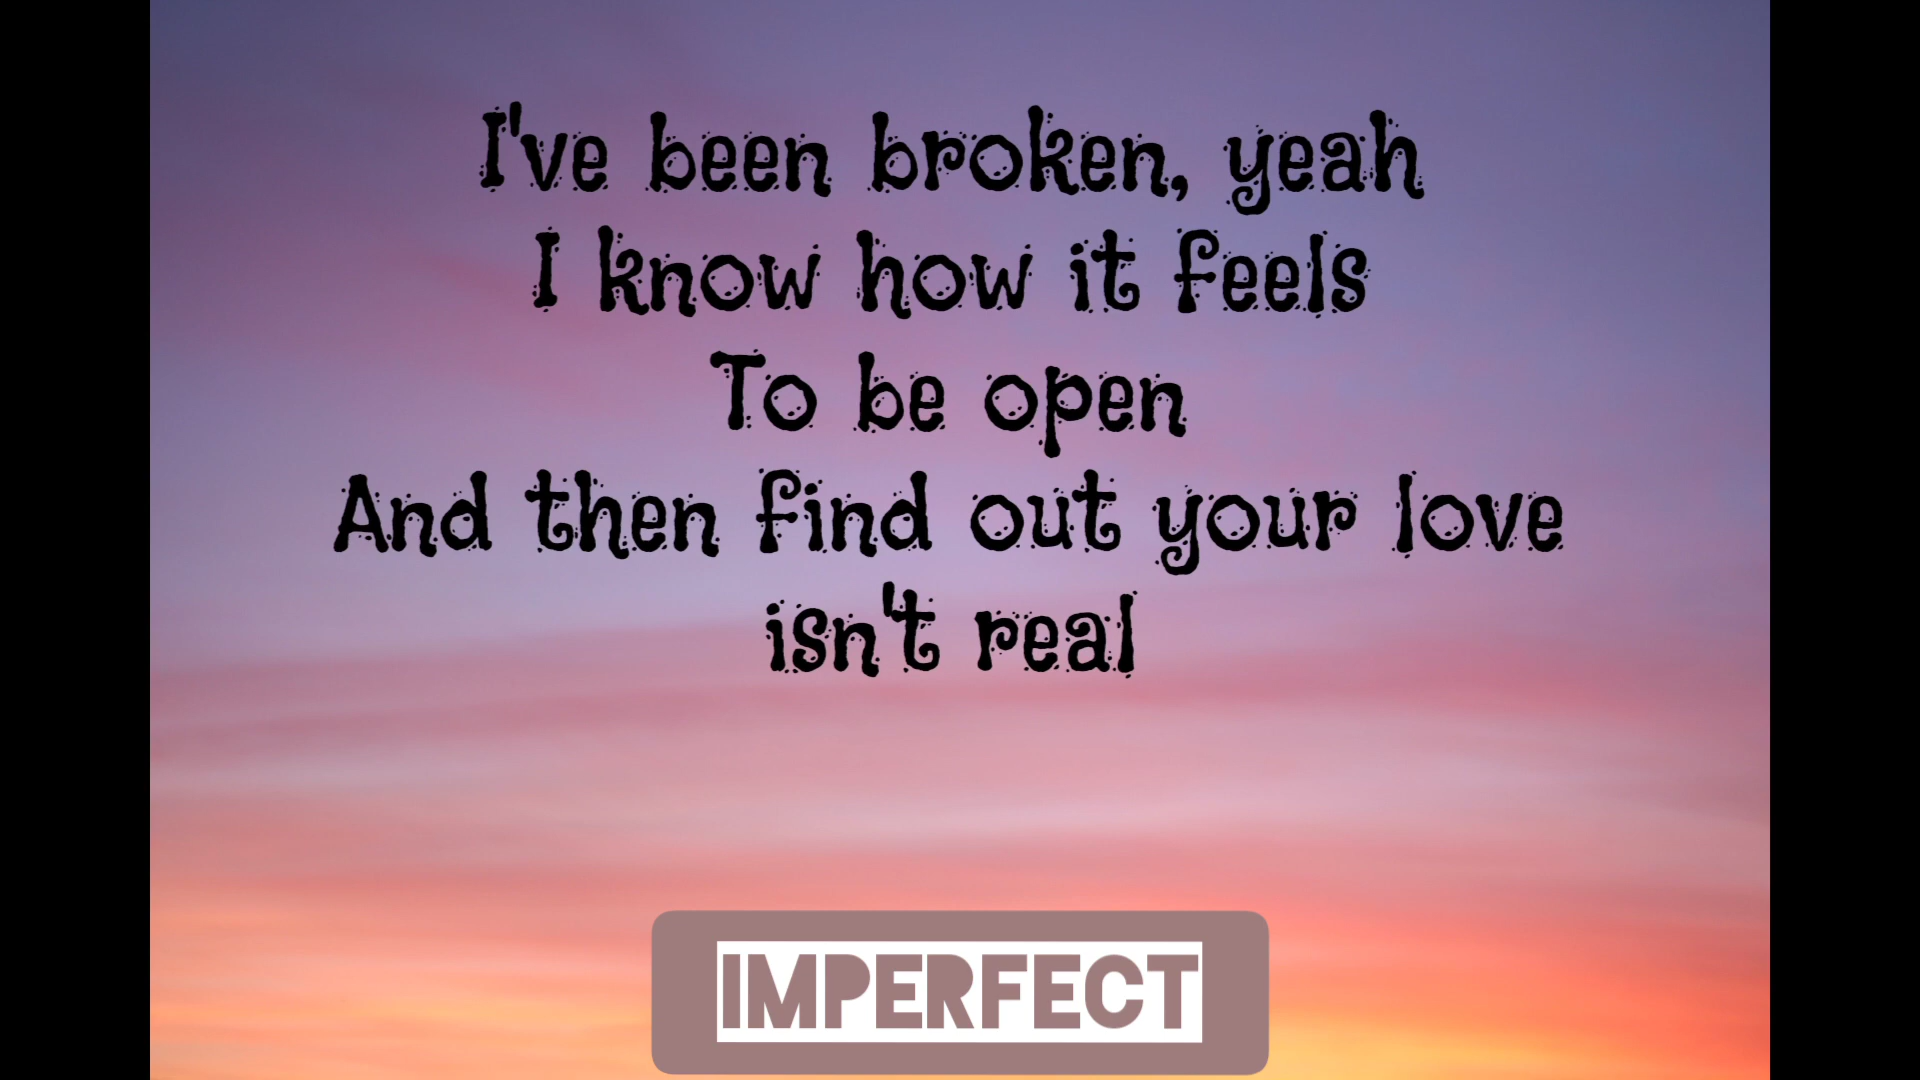 I've been broken, yeah
I know how it feels
To be open
And then find out your love
isn't real
IMPERFECT